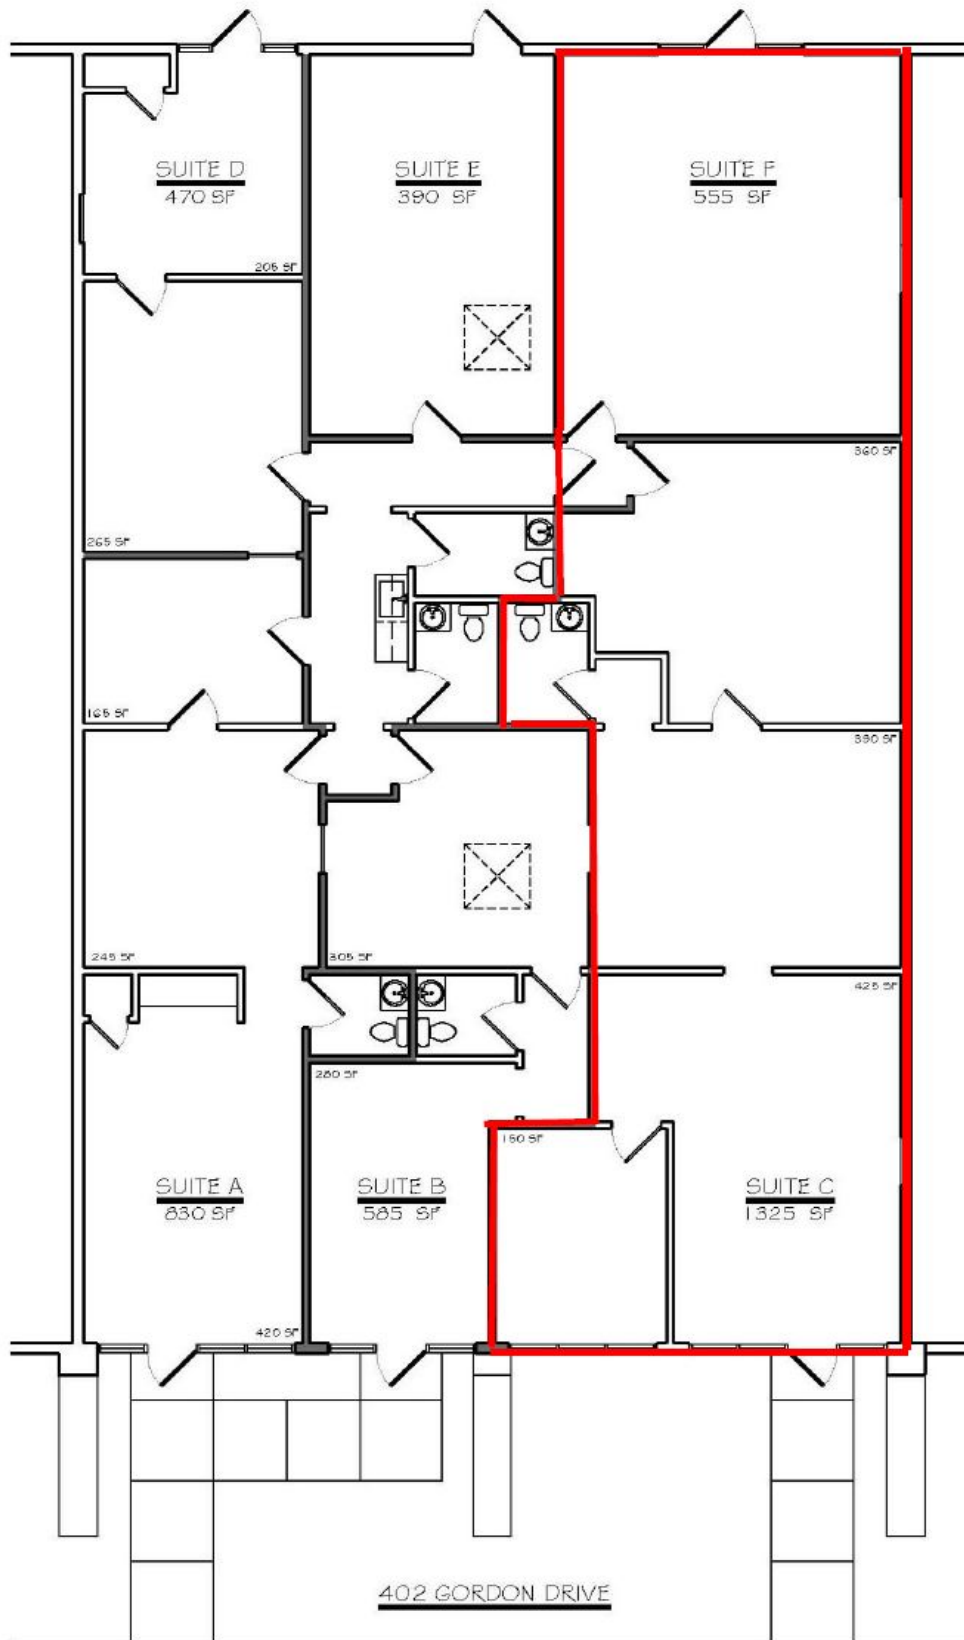 SUITE D
470 SF
SUITE E
390 SF
SUITE F
555 SF
205 SF
360 SF
265 SF
165 SF
390 SF
245 SF
305 SF
425 SF
280 SF
150 SF
SUITE A
830 SF
SUITE B
585 SF
SUITE C
1325 SF
420 SF
402 GORDON DRIVE